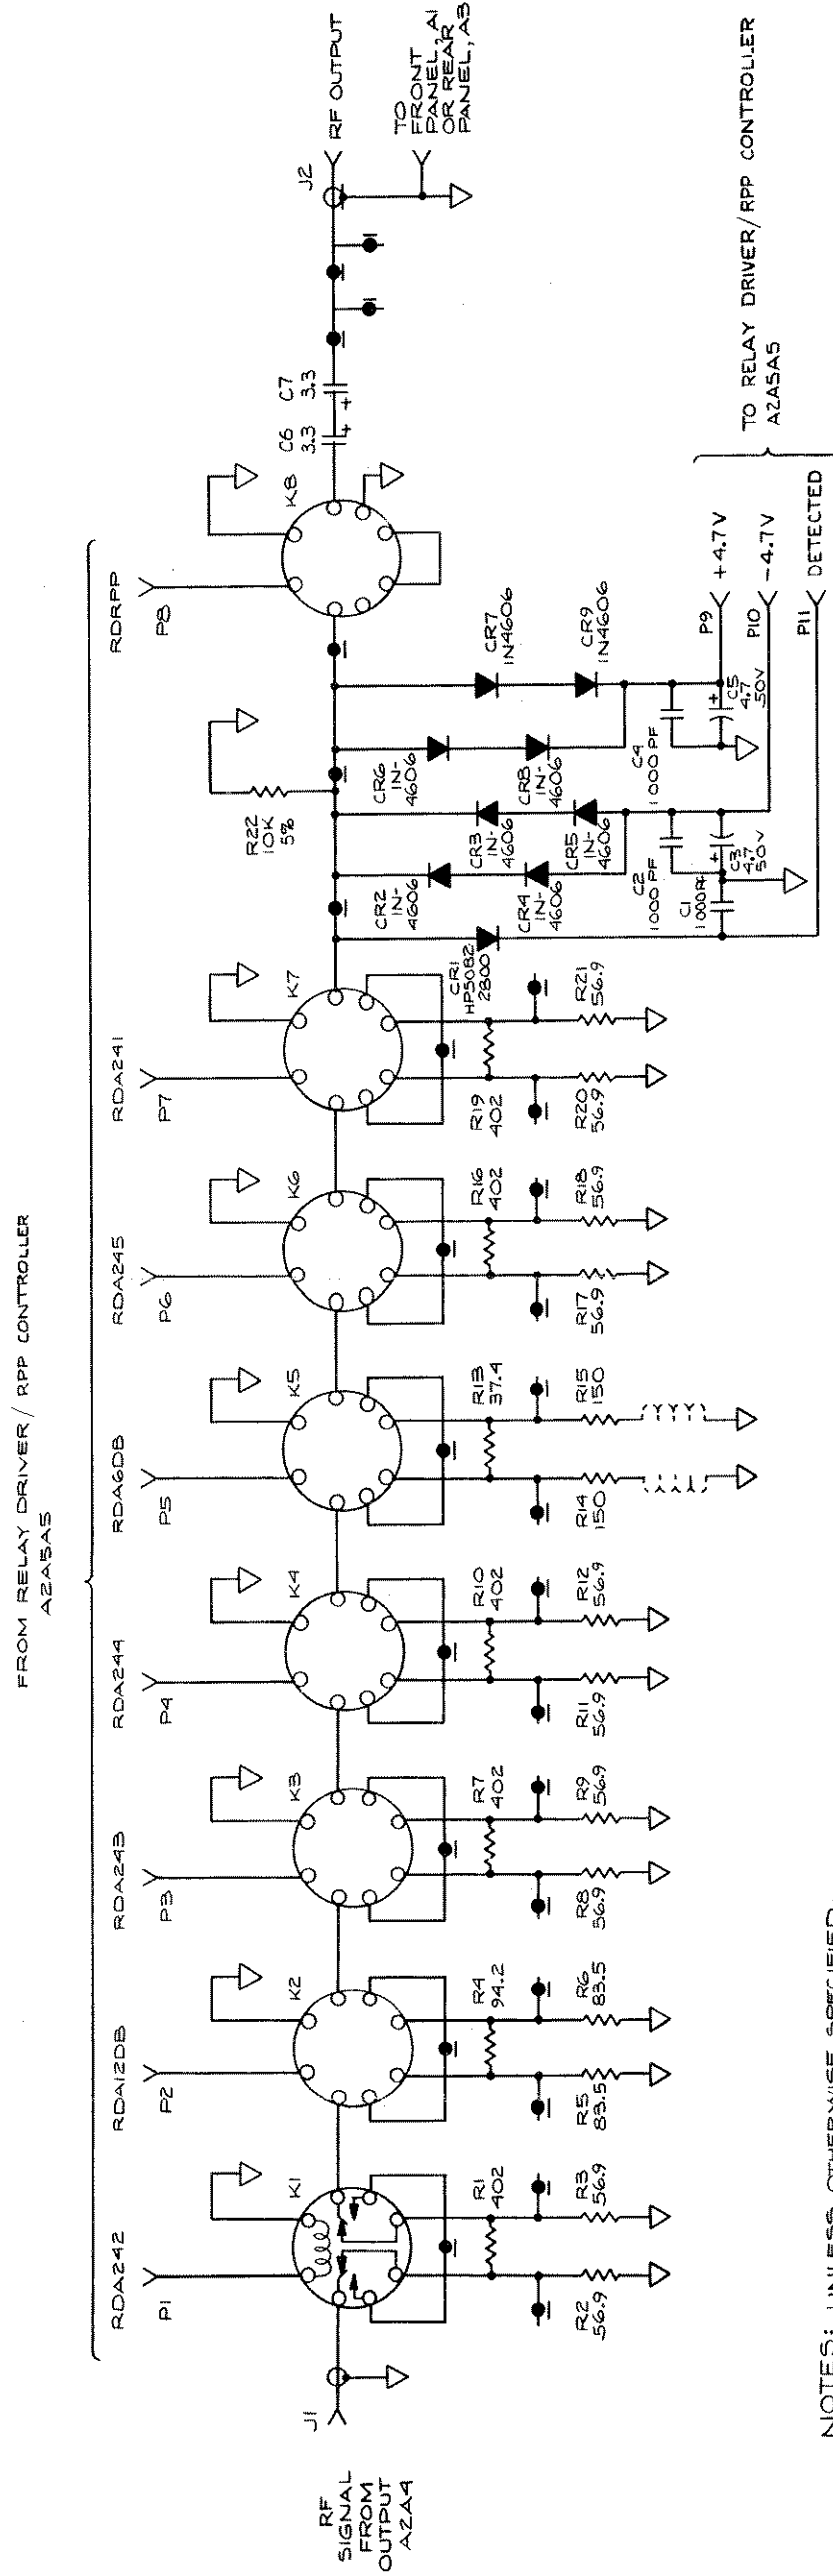 FROM RELAY DRIVER / RPP CONTROLLER
A2A5A5
RDA242
P1
RDA12DB
P2
RDA243
P3
RDA244
P4
RDA6DB
P5
RDA245
P6
RDA241
P7
RDRPP
P8
RF
SIGNAL
FROM
OUTPUT
A2A4
J1
K1
K2
K3
K4
K5
K6
K7
K8
R1
402
R2
56.9
R3
56.9
R4
94.2
R5
83.5
R6
83.5
R7
402
R8
56.9
R9
56.9
R10
402
R11
56.9
R12
56.9
R13
37.4
R14
150
R15
150
R16
402
R17
56.9
R18
56.9
R19
402
R20
56.9
R21
56.9
R22
10K
5%
CR1
HP5082
2800
CR2
IN-
4606
CR4
IN-
4606
CR3
IN-
4606
CR5
IN-
4606
CR6
IN-
4606
CR8
IN-
4606
CR7
IN4606
CR9
IN4606
C1
1000PF
C2
1000 PF
+
C3
4.7
50V
C4
1000 PF
+
C5
4.7
50V
C6
3.3
+
C7
3.3
+
J2
RF OUTPUT
TO
FRONT
PANEL, A1
OR REAR
PANEL, A3
P9
+4.7V
P10
-4.7V
P11
DETECTED
TO RELAY DRIVER/RPP CONTROLLER
A2A5A5
NOTES: UNLESS OTHERWISE SPECIFIED.